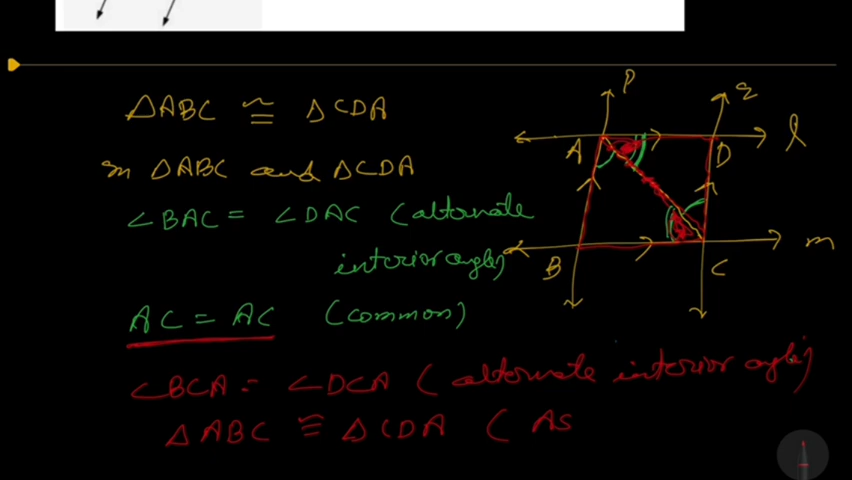 △ABC ≅ △CDA
In △ABC and △CDA
∠BAC = ∠DAC (alternate
interior angles)
AC = AC (common)
∠BCA = ∠DCA (alternate interior angles)
△ABC ≅ △CDA (AS
P
q
A
D
l
B
C
m